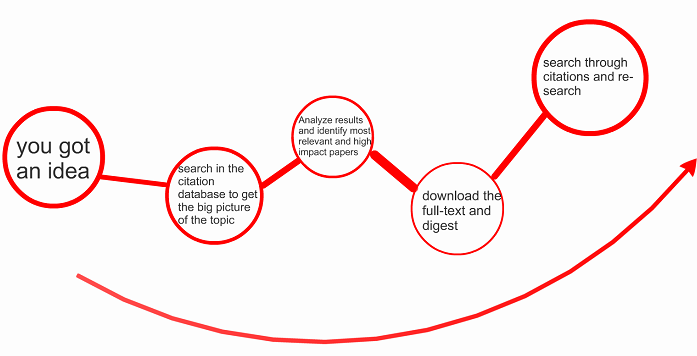 you got
an idea
search in the
citation
database to get
the big picture
of the topic
Analyze results
and identify most
relevant and high
impact papers
download the
full-text and
digest
search through
citations and re-
search